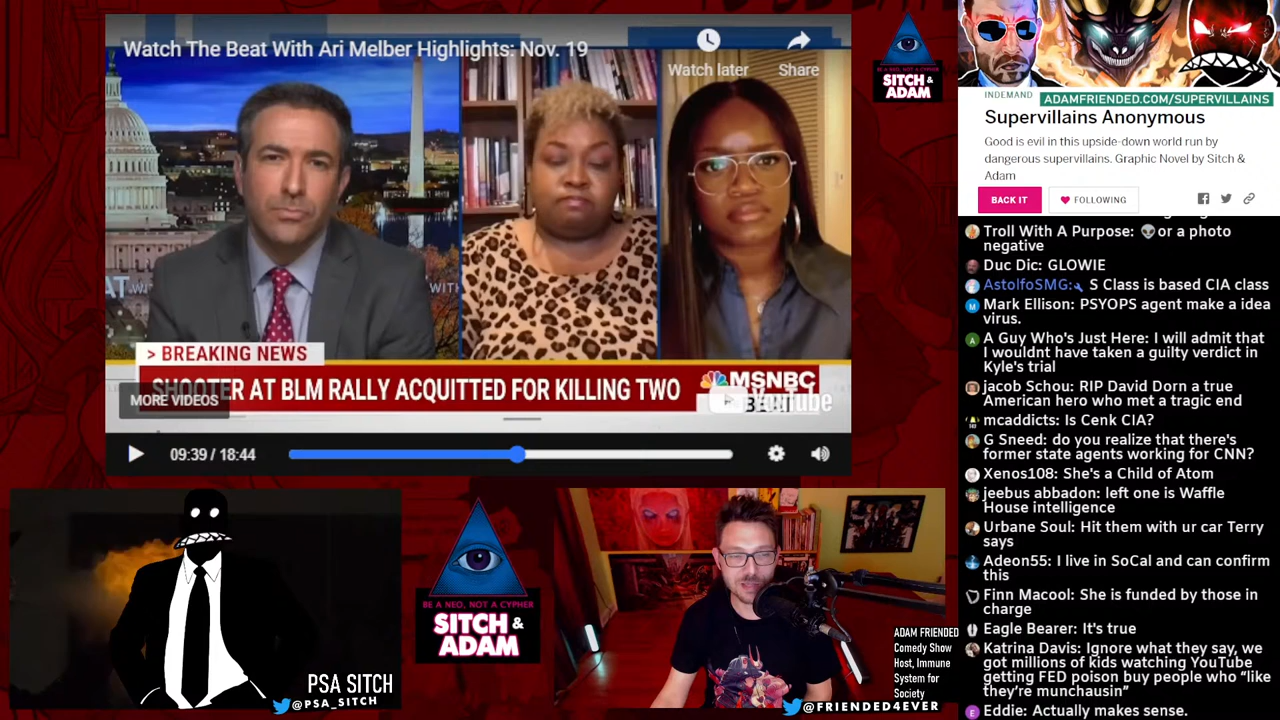 Watch The Beat With Ari Melber Highlights: Nov. 19
Watch later
Share
BE A NEO, NOT A CYPHER
SITCH &
ADAM
> BREAKING NEWS
SHOOTER AT BLM RALLY ACQUITTED FOR KILLING TWO
MSNBC
MORE VIDEOS
YouTube
09:39 / 18:44
INDEMAND
ADAMFRIENDED.COM/SUPERVILLAINS
Supervillains Anonymous
Good is evil in this upside-down world run by
dangerous supervillains. Graphic Novel by Sitch &
Adam
BACK IT
FOLLOWING
Troll With A Purpose: 👽or a photo
negative
Duc Dic: GLOWIE
AstolfoSMG:🔧 S Class is based CIA class
Mark Ellison: PSYOPS agent make a idea
virus.
A Guy Who's Just Here: I will admit that
I wouldnt have taken a guilty verdict in
Kyle's trial
jacob Schou: RIP David Dorn a true
American hero who met a tragic end
mcaddicts: Is Cenk CIA?
G Sneed: do you realize that there's
former state agents working for CNN?
Xenos108: She's a Child of Atom
jeebus abbadon: left one is Waffle
House intelligence
Urbane Soul: Hit them with ur car Terry
says
Adeon55: I live in SoCal and can confirm
this
Finn Macool: She is funded by those in
charge
Eagle Bearer: It's true
Katrina Davis: Ignore what they say, we
got millions of kids watching YouTube
getting FED poison buy people who “like
they're munchausin”
Eddie: Actually makes sense.
PSA SITCH
@PSA_SITCH
BE A NEO, NOT A CYPHER
SITCH &
ADAM
ADAM FRIENDED
Comedy Show
Host, Immune
System for
Society
@FRIENDED4EVER